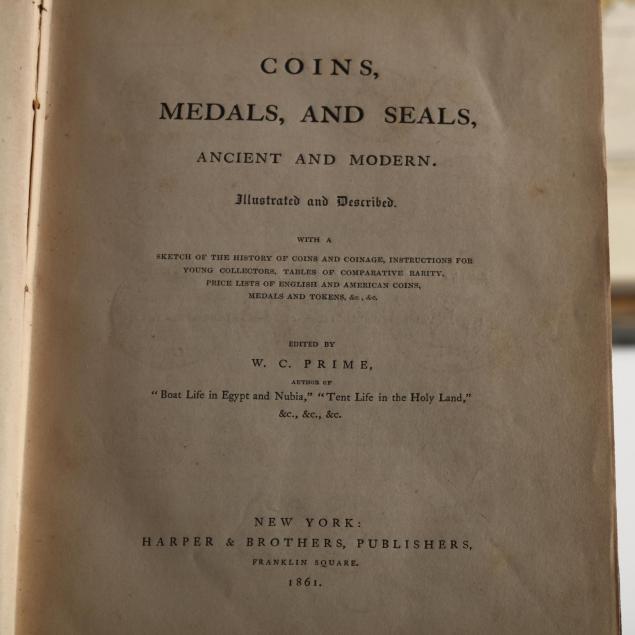 COINS,
MEDALS, AND SEALS,
ANCIENT AND MODERN.
Illustrated and Described.
WITH A
SKETCH OF THE HISTORY OF COINS AND COINAGE, INSTRUCTIONS FOR
YOUNG COLLECTORS, TABLES OF COMPARATIVE RARITY,
PRICE LISTS OF ENGLISH AND AMERICAN COINS,
MEDALS AND TOKENS, &c., &c.
EDITED BY
W. C. PRIME,
AUTHOR OF
"Boat Life in Egypt and Nubia," "Tent Life in the Holy Land,"
&c., &c., &c.
NEW YORK:
HARPER & BROTHERS, PUBLISHERS,
FRANKLIN SQUARE.
1861.